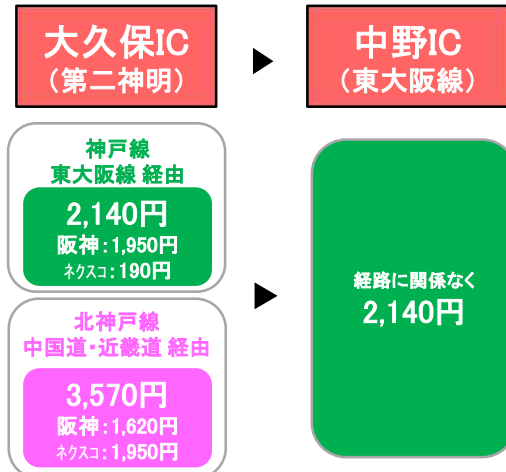 大久保IC
(第二神明)
▶
中野IC
(東大阪線)
神戸線
東大阪線 経由
2,140円
阪神:1,950円
ネクスコ:190円
北神戸線
中国道・近畿道 経由
3,570円
阪神:1,620円
ネクスコ:1,950円
▶
経路に関係なく
2,140円